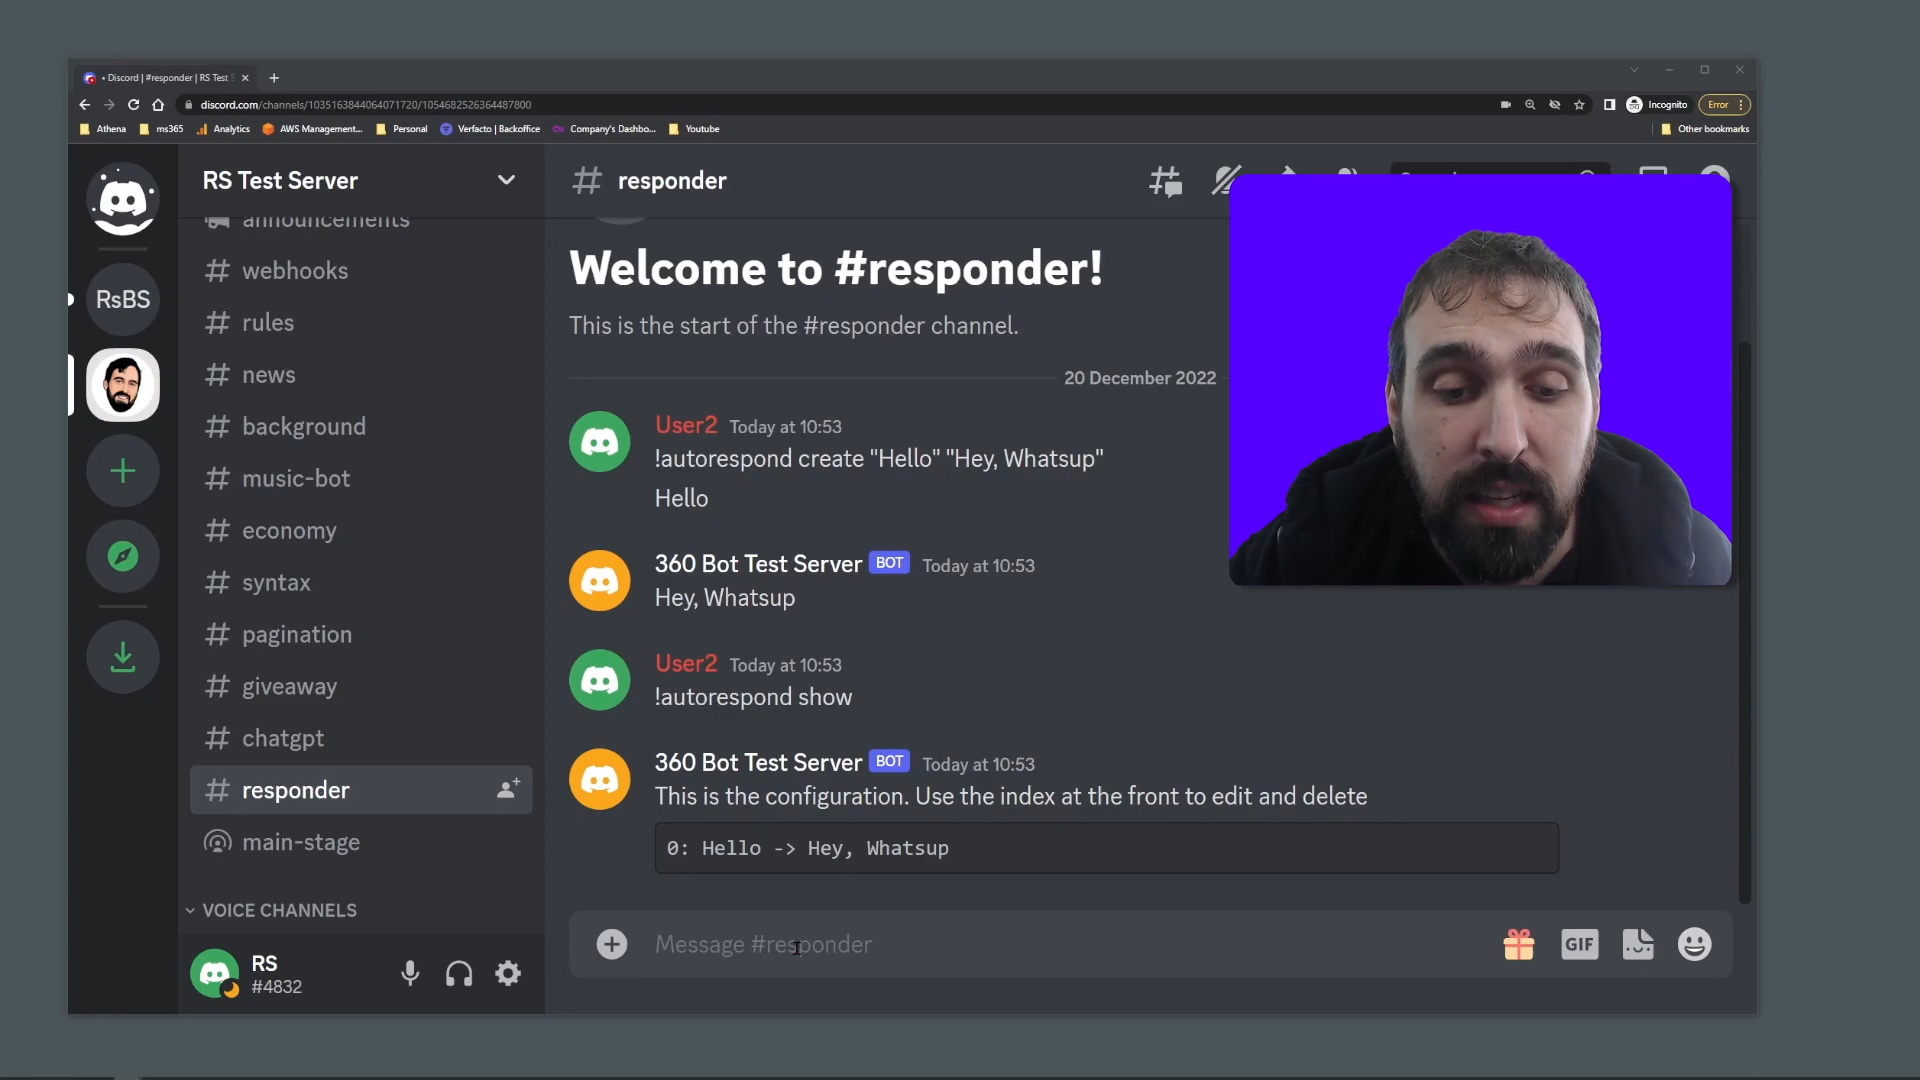 • Discord | #responder | RS Test S
discord.com/channels/1035163844064071720/1054682526364487800
Incognito
Error
Athena
ms365
Analytics
AWS Management...
Personal
Verfacto | Backoffice
Company's Dashbo...
Youtube
Other bookmarks
RsBS
RS Test Server
announcements
webhooks
rules
news
background
music-bot
economy
syntax
pagination
giveaway
chatgpt
responder
main-stage
VOICE CHANNELS
RS
#4832
# responder
Welcome to #responder!
This is the start of the #responder channel.
20 December 2022
User2 Today at 10:53
!autorespond create "Hello" "Hey, Whatsup"
Hello
360 Bot Test Server BOT Today at 10:53
Hey, Whatsup
User2 Today at 10:53
!autorespond show
360 Bot Test Server BOT Today at 10:53
This is the configuration. Use the index at the front to edit and delete
0: Hello -> Hey, Whatsup
Message #responder
GIF